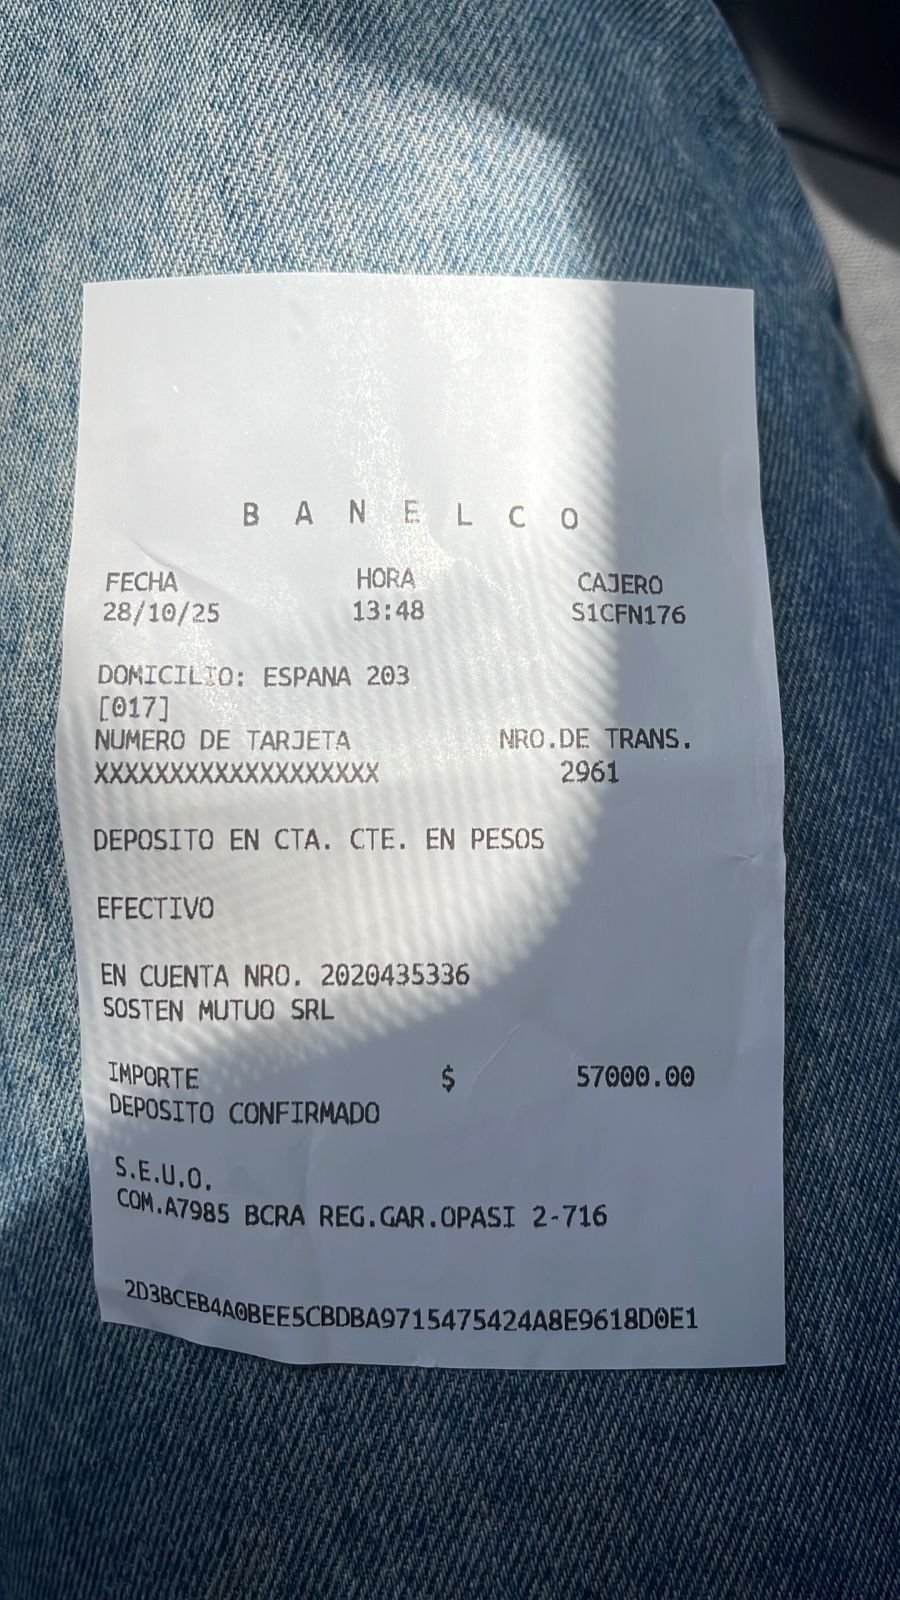 B A N E L C O
FECHA HORA CAJERO
28/10/25 13:48 S1CFN176
DOMICILIO: ESPANA 203
[017]
NUMERO DE TARJETA NRO.DE TRANS.
XXXXXXXXXXXXXXXXXXX 2961
DEPOSITO EN CTA. CTE. EN PESOS
EFECTIVO
EN CUENTA NRO. 2020435336
SOSTEN MUTUO SRL
IMPORTE $ 57000.00
DEPOSITO CONFIRMADO
S.E.U.O.
COM.A7985 BCRA REG.GAR.OPASI 2-716
2D3BCEB4A0BEE5CBDBA9715475424A8E9618D0E1